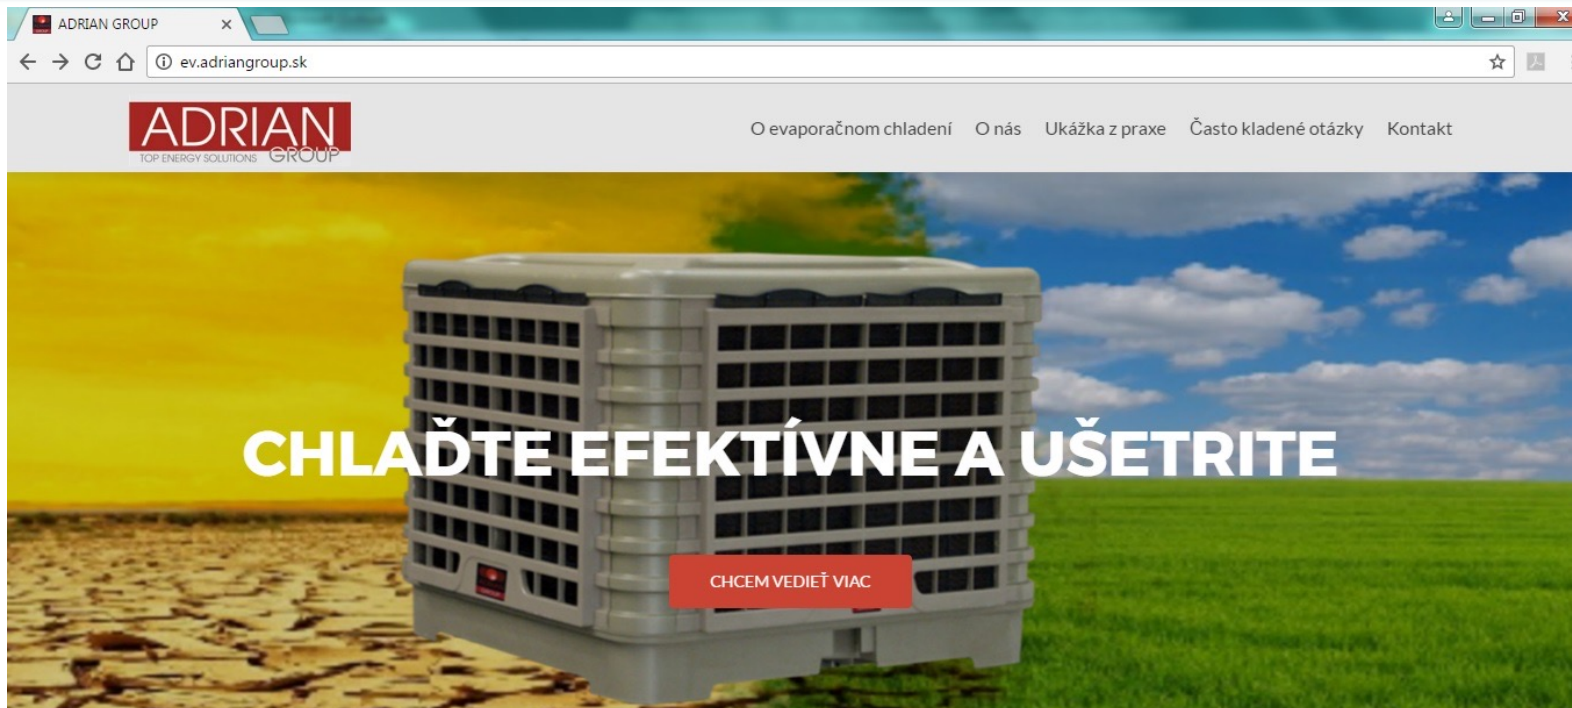 ADRIAN GROUP
ev.adriangroup.sk
ADRIAN
TOP ENERGY SOLUTIONS GROUP
O evaporačnom chladení O nás Ukážka z praxe Často kladené otázky Kontakt
CHLAĎTE EFEKTÍVNE A UŠETRITE
CHCEM VEDIEŤ VIAC